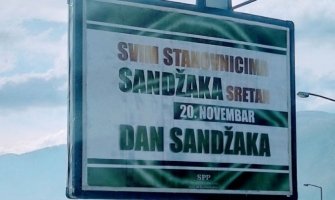 SVIM STANOVNICIMA
SANDŽAKA SRETAN
20. NOVEMBAR
DAN SANDŽAKA
SPP